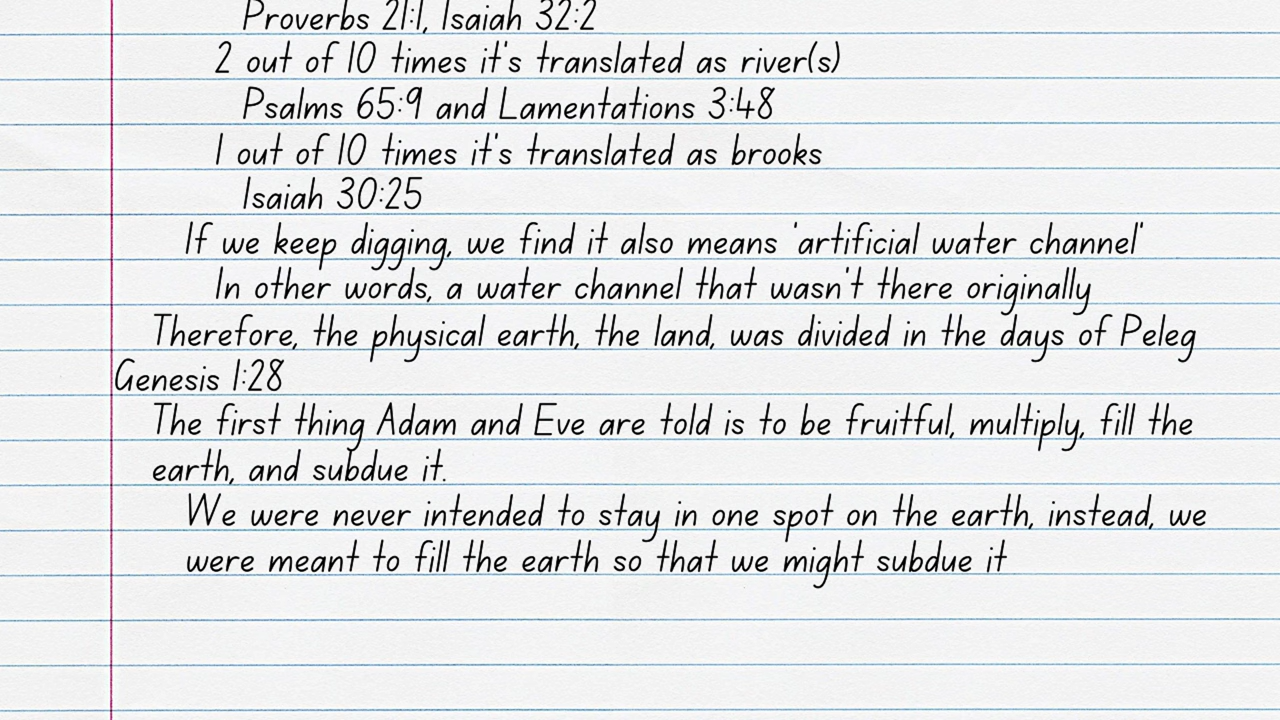 Proverbs 21:1, Isaiah 32:2
2 out of 10 times it's translated as river(s)
Psalms 65:9 and Lamentations 3:48
1 out of 10 times it's translated as brooks
Isaiah 30:25
If we keep digging, we find it also means 'artificial water channel'
In other words, a water channel that wasn't there originally
Therefore, the physical earth, the land, was divided in the days of Peleg
Genesis 1:28
The first thing Adam and Eve are told is to be fruitful, multiply, fill the
earth, and subdue it.
We were never intended to stay in one spot on the earth, instead, we
were meant to fill the earth so that we might subdue it